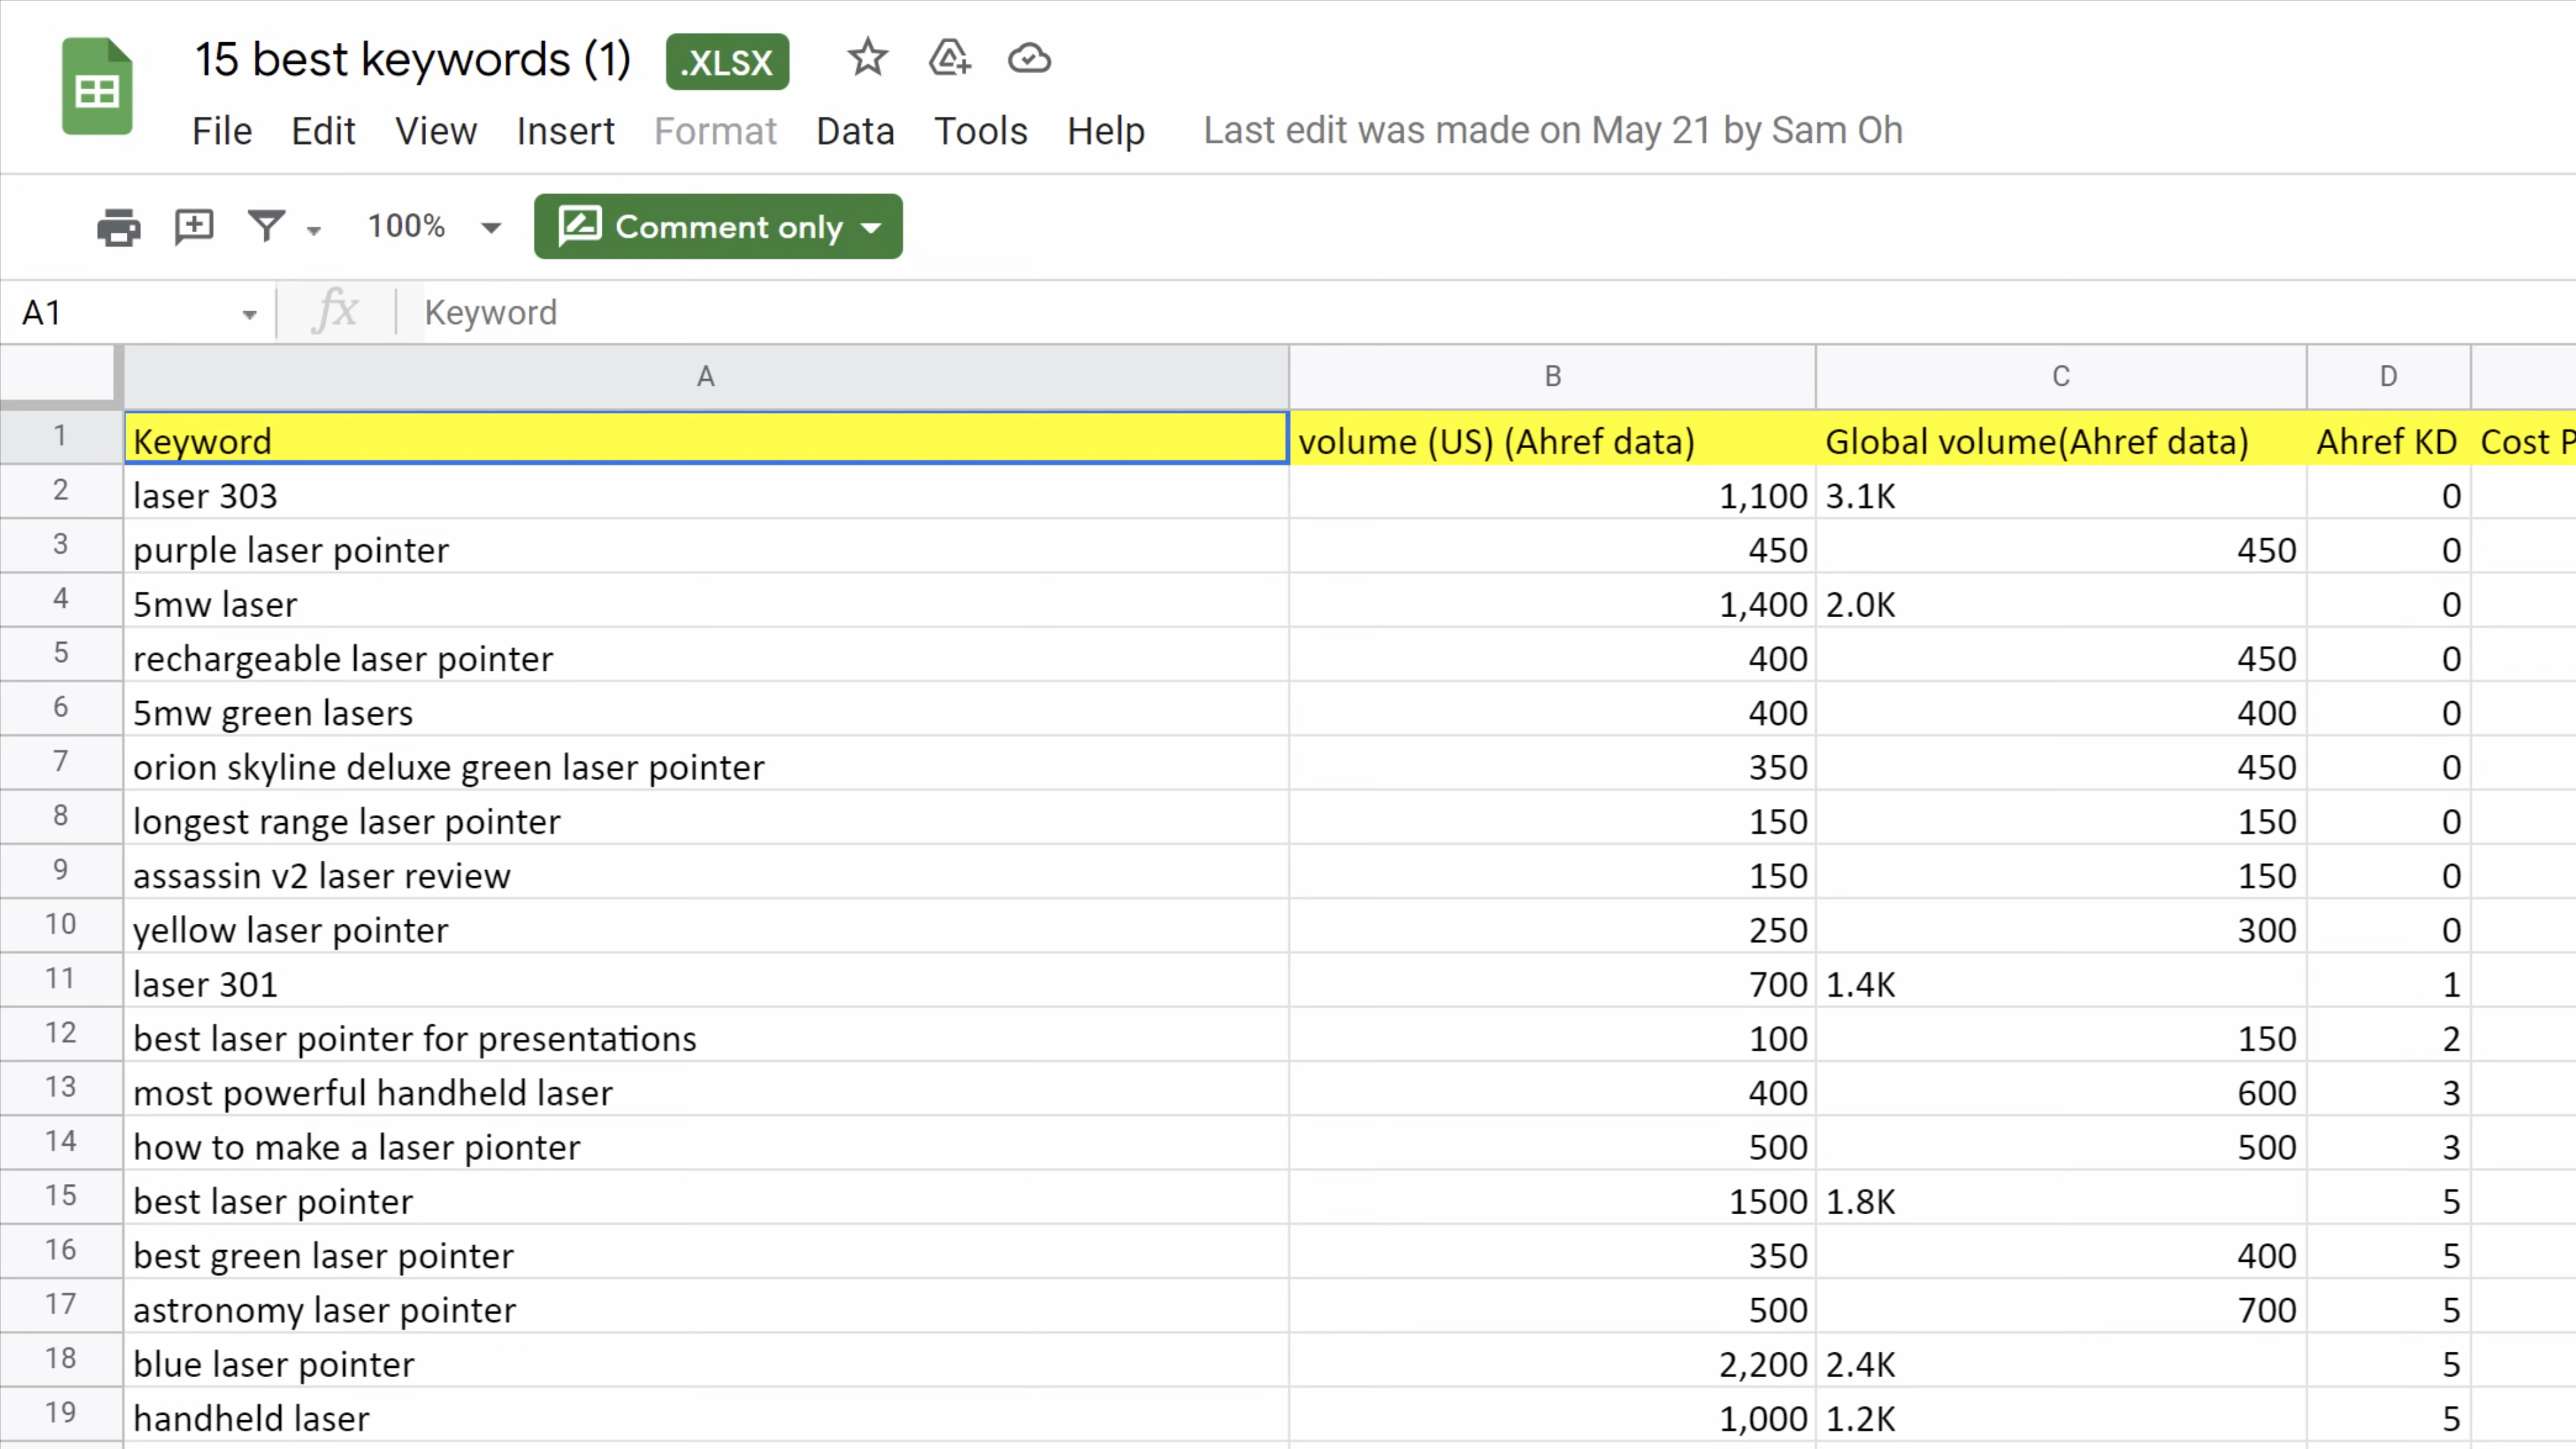 15 best keywords (1) .XLSX
File Edit View Insert Format Data Tools Help Last edit was made on May 21 by Sam Oh
100% Comment only
A1 fx Keyword
A B C D
1 Keyword volume (US) (Ahref data) Global volume(Ahref data) Ahref KD Cost P
2 laser 303 1,100 3.1K 0
3 purple laser pointer 450 450 0
4 5mw laser 1,400 2.0K 0
5 rechargeable laser pointer 400 450 0
6 5mw green lasers 400 400 0
7 orion skyline deluxe green laser pointer 350 450 0
8 longest range laser pointer 150 150 0
9 assassin v2 laser review 150 150 0
10 yellow laser pointer 250 300 0
11 laser 301 700 1.4K 1
12 best laser pointer for presentations 100 150 2
13 most powerful handheld laser 400 600 3
14 how to make a laser pionter 500 500 3
15 best laser pointer 1500 1.8K 5
16 best green laser pointer 350 400 5
17 astronomy laser pointer 500 700 5
18 blue laser pointer 2,200 2.4K 5
19 handheld laser 1,000 1.2K 5